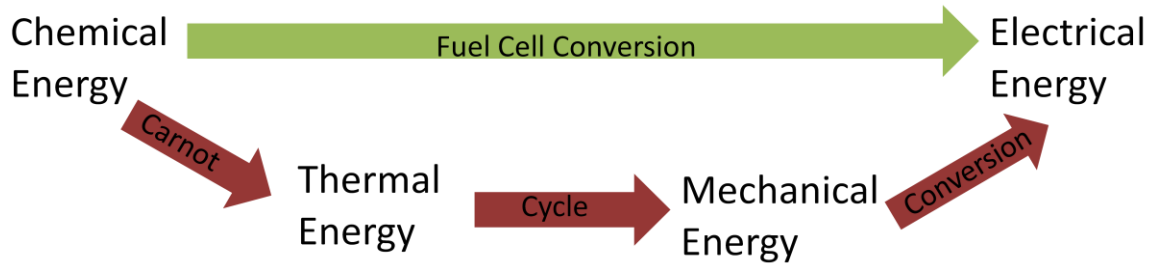 Chemical
Energy
Fuel Cell Conversion
Electrical
Energy
Carnot
Thermal
Energy
Cycle
Mechanical
Energy
Conversion